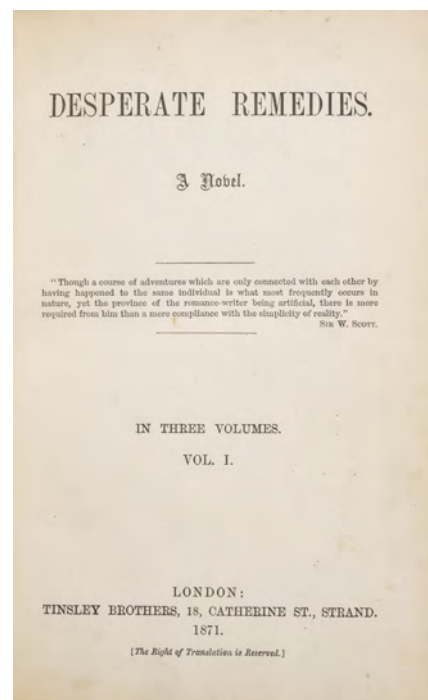 DESPERATE REMEDIES.
A Novel.
"Though a course of adventures which are only connected with each other by
having happened to the same individual is what most frequently occurs in
nature, yet the province of the romance-writer being artificial, there is more
required from him than a mere compliance with the simplicity of reality."
SIR W. SCOTT.
IN THREE VOLUMES.
VOL. I.
LONDON:
TINSLEY BROTHERS, 18, CATHERINE ST., STRAND.
1871.
[The Right of Translation is Reserved.]